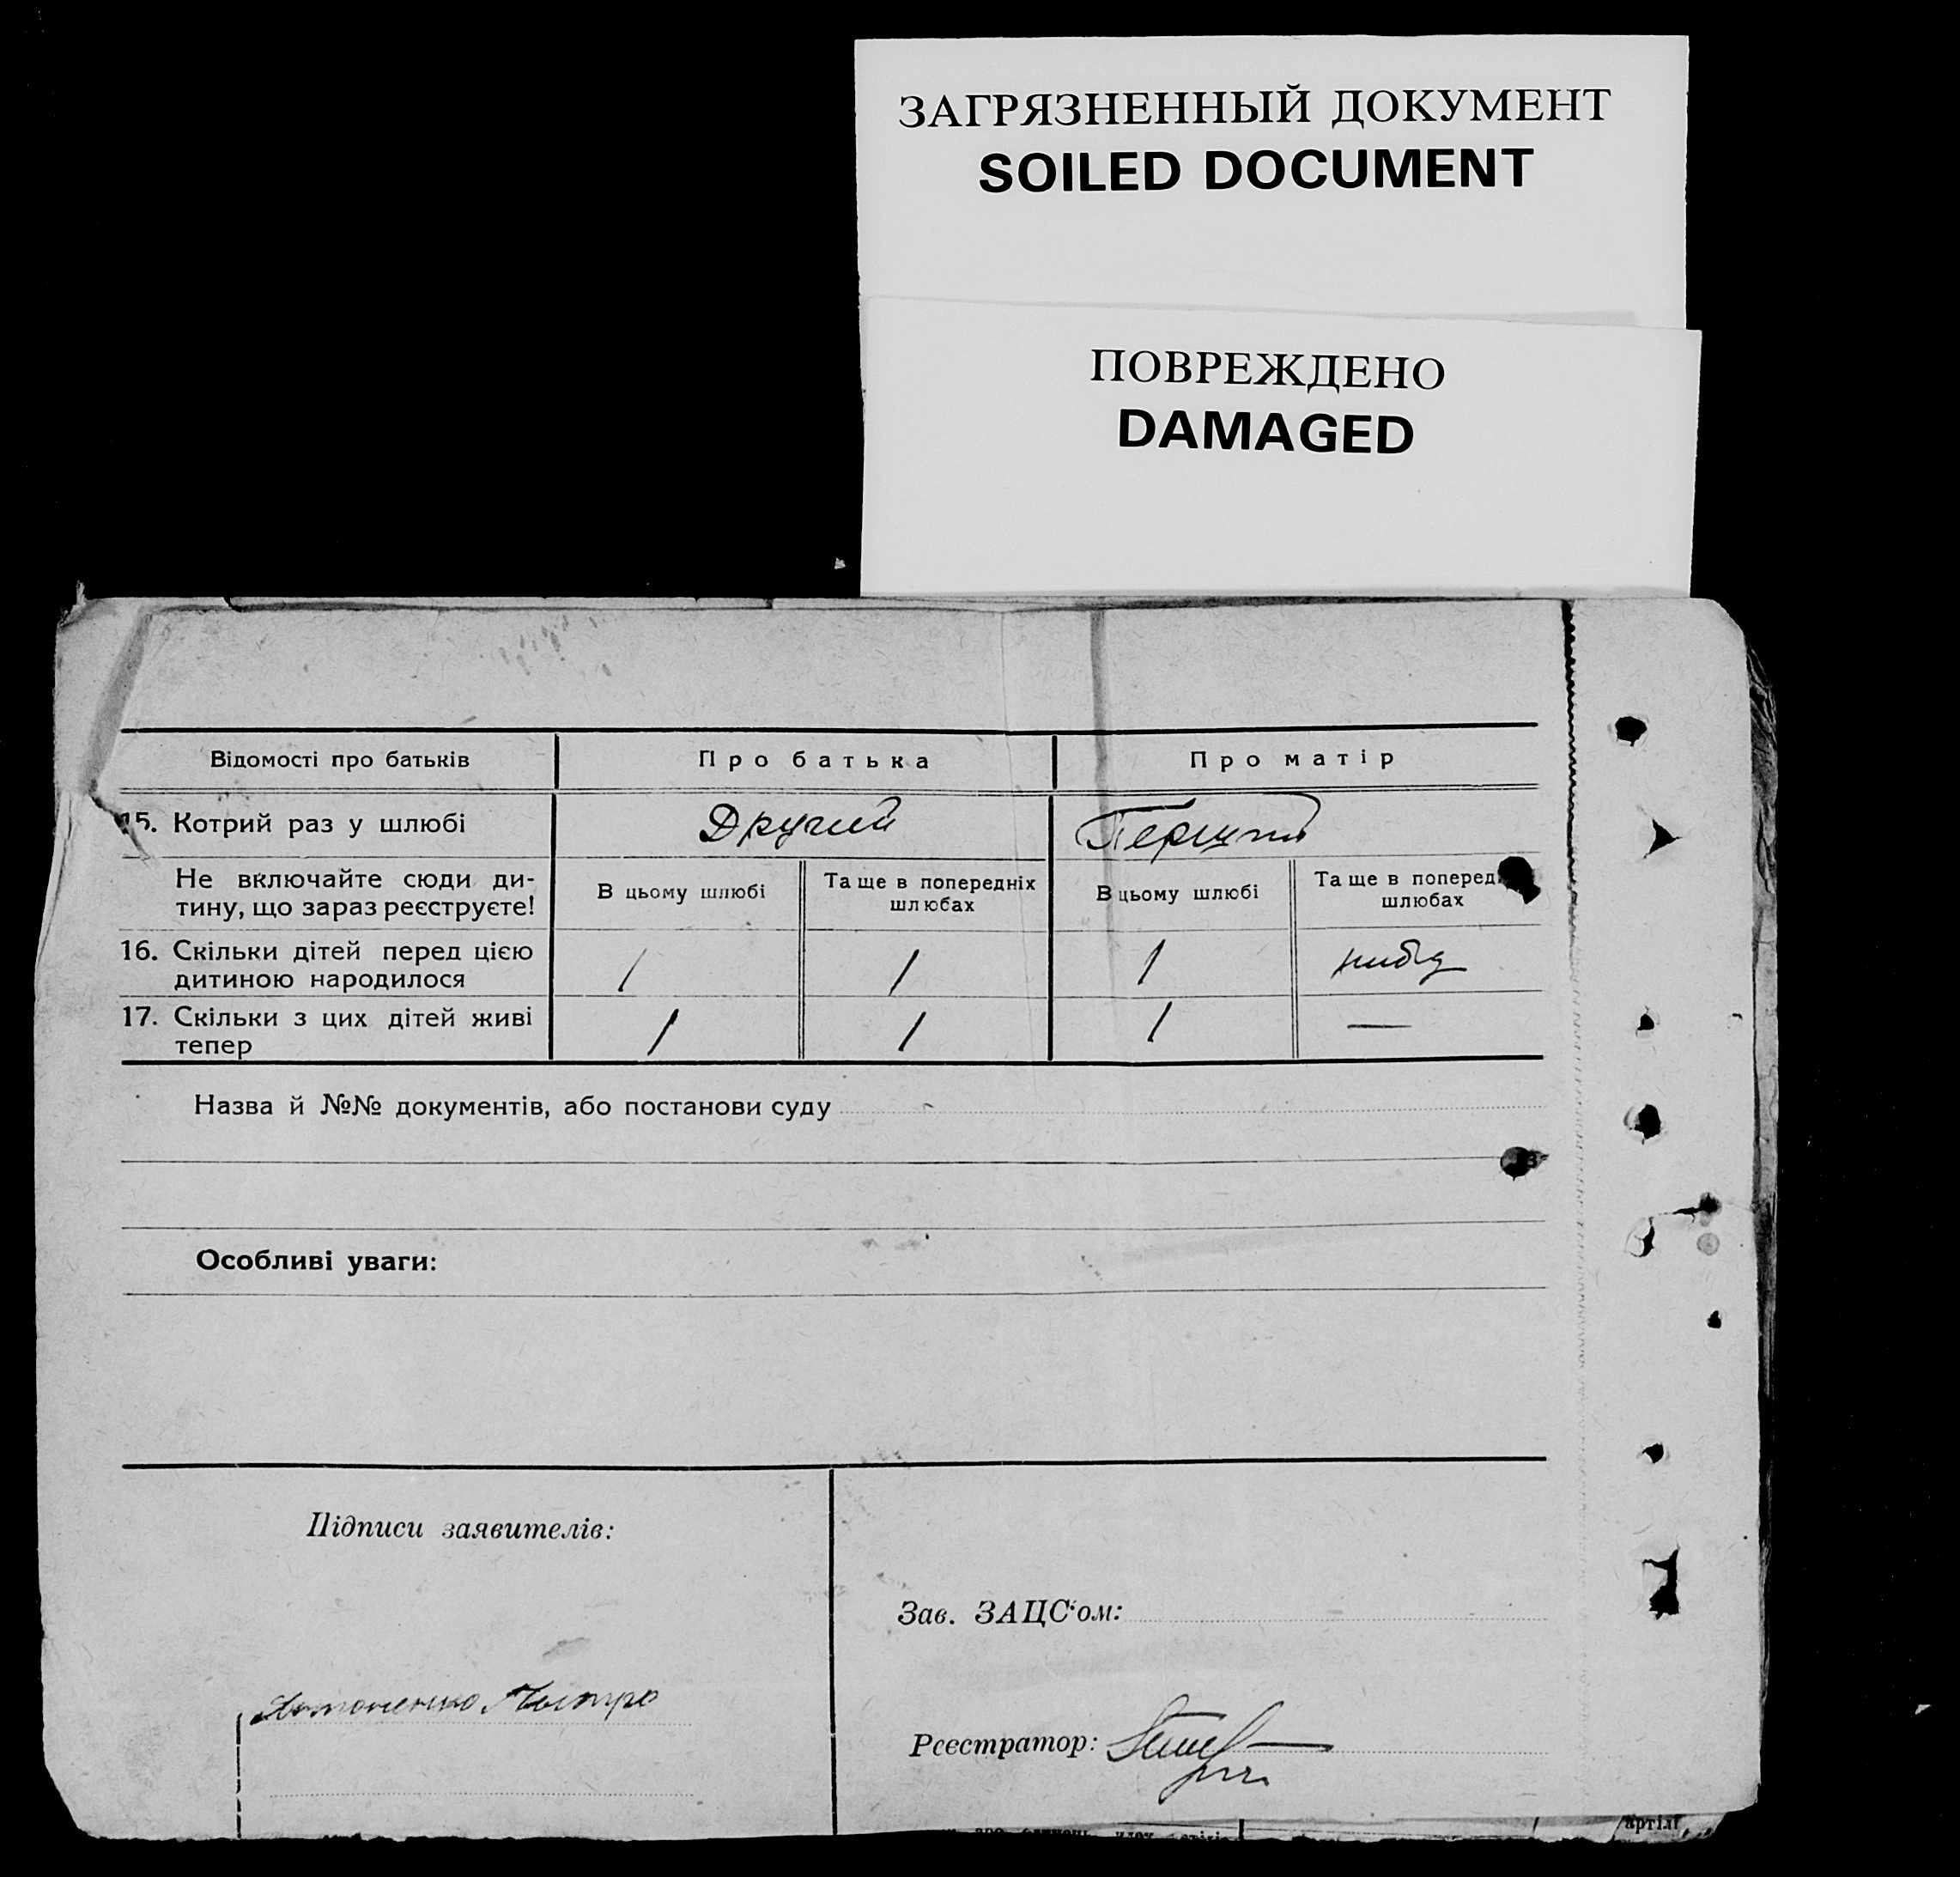 ЗАГРЯЗНЕННЫЙ ДОКУМЕНТ
SOILED DOCUMENT
ПОВРЕЖДЕНО
DAMAGED
Відомості про батьків Про батька Про матір
15. Котрий раз у шлюбі Другий
Не включайте сюди ди-
тину, що зараз реєструєте!
В цьому шлюбі Та ще в попередніх
шлюбах
В цьому шлюбі Та ще в поперед
шлюбах
16. Скільки дітей перед цією
дитиною народилося 1 1 1
17. Скільки з цих дітей живі
тепер 1 1 1 —
Назва й №№ документів, або постанови суду
Особливі уваги:
Підписи заявителів:
Зав. ЗАЦС'ом:
Реєстратор:
артілі